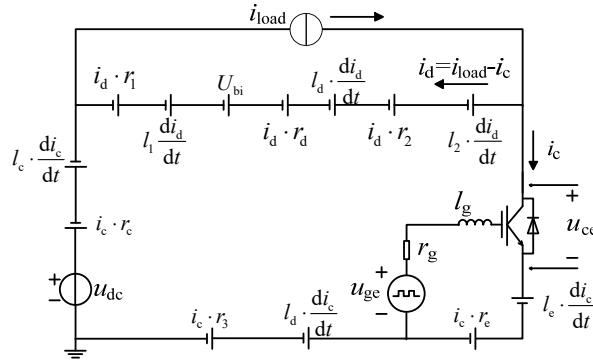 i_load
i_d=i_load-i_c
i_d · r_1
U_bi
l_d · di_d/dt
l_1 di_d/dt
i_d · r_d
i_d · r_2
l_2 · di_d/dt
i_c
l_c · di_c/dt
l_g
+
u_ce
i_c · r_c
r_g
−
+
u_dc
−
+
u_ge
−
l_e · di_c/dt
i_c · r_3
l_d · di_c/dt
i_c · r_e